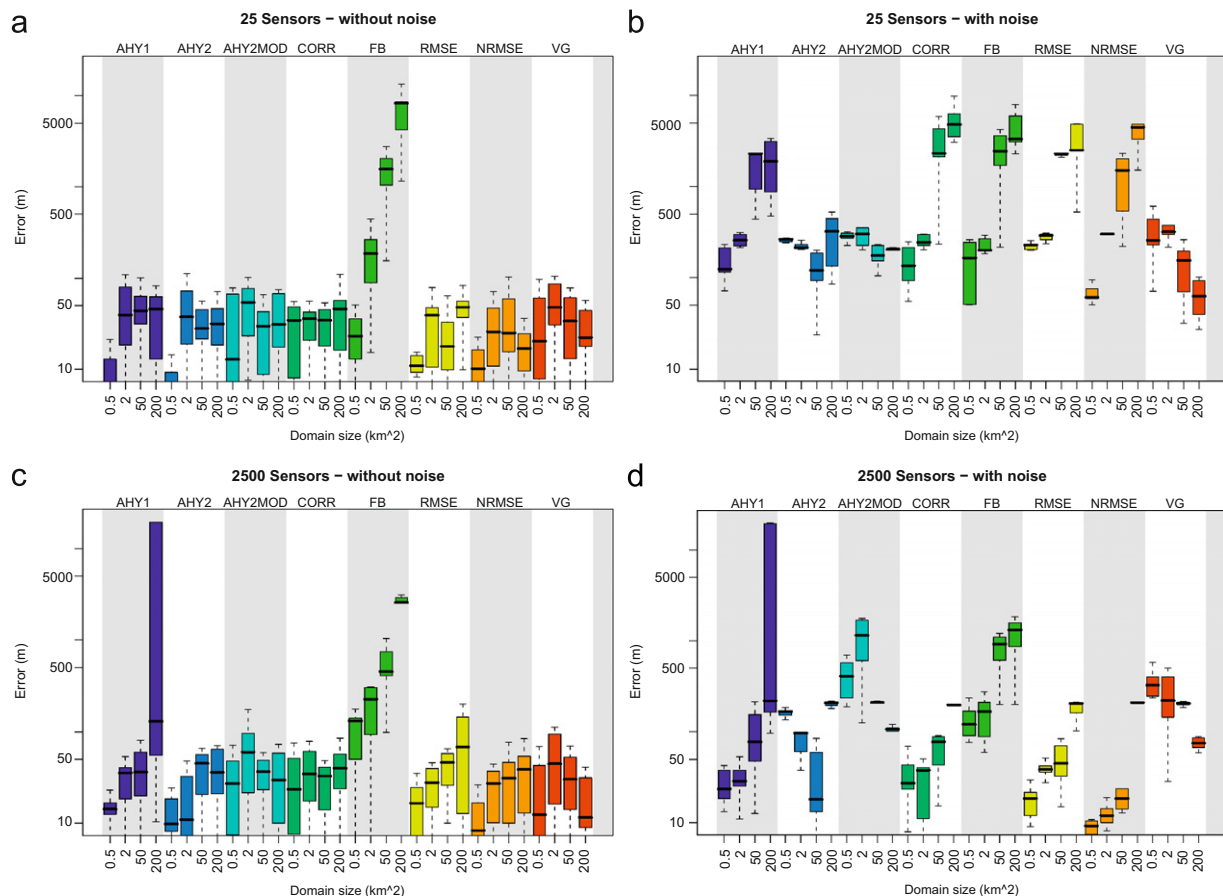 a
25 Sensors − without noise
AHY1 AHY2 AHY2MOD CORR FB RMSE NRMSE VG
Error (m)
5000
500
50
10
0.5 2 50 200 0.5 2 50 200 0.5 2 50 200 0.5 2 50 200 0.5 2 50 200 0.5 2 50 200 0.5 2 50 200 0.5 2 50 200
Domain size (km^2)
b
25 Sensors − with noise
AHY1 AHY2 AHY2MOD CORR FB RMSE NRMSE VG
Error (m)
5000
500
50
10
0.5 2 50 200 0.5 2 50 200 0.5 2 50 200 0.5 2 50 200 0.5 2 50 200 0.5 2 50 200 0.5 2 50 200 0.5 2 50 200
Domain size (km^2)
c
2500 Sensors − without noise
AHY1 AHY2 AHY2MOD CORR FB RMSE NRMSE VG
Error (m)
5000
500
50
10
0.5 2 50 200 0.5 2 50 200 0.5 2 50 200 0.5 2 50 200 0.5 2 50 200 0.5 2 50 200 0.5 2 50 200 0.5 2 50 200
Domain size (km^2)
d
2500 Sensors − with noise
AHY1 AHY2 AHY2MOD CORR FB RMSE NRMSE VG
Error (m)
5000
500
50
10
0.5 2 50 200 0.5 2 50 200 0.5 2 50 200 0.5 2 50 200 0.5 2 50 200 0.5 2 50 200 0.5 2 50 200 0.5 2 50 200
Domain size (km^2)